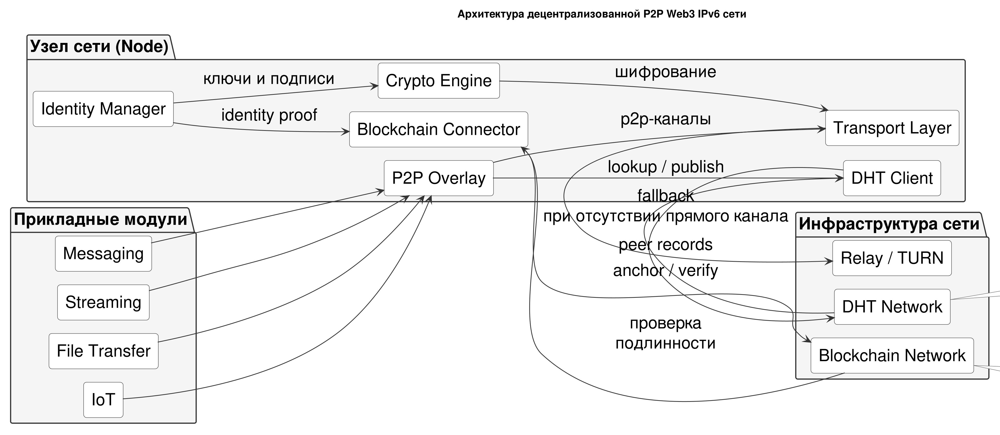 Архитектура децентрализованной P2P Web3 IPv6 сети
Узел сети (Node)
Identity Manager
ключи и подписи
identity proof
Crypto Engine
Blockchain Connector
P2P Overlay
шифрование
p2p-каналы
lookup / publish
Transport Layer
DHT Client
fallback
при отсутствии прямого канала
peer records
anchor / verify
проверка
подлинности
Прикладные модули
Messaging
Streaming
File Transfer
IoT
Инфраструктура сети
Relay / TURN
DHT Network
Blockchain Network